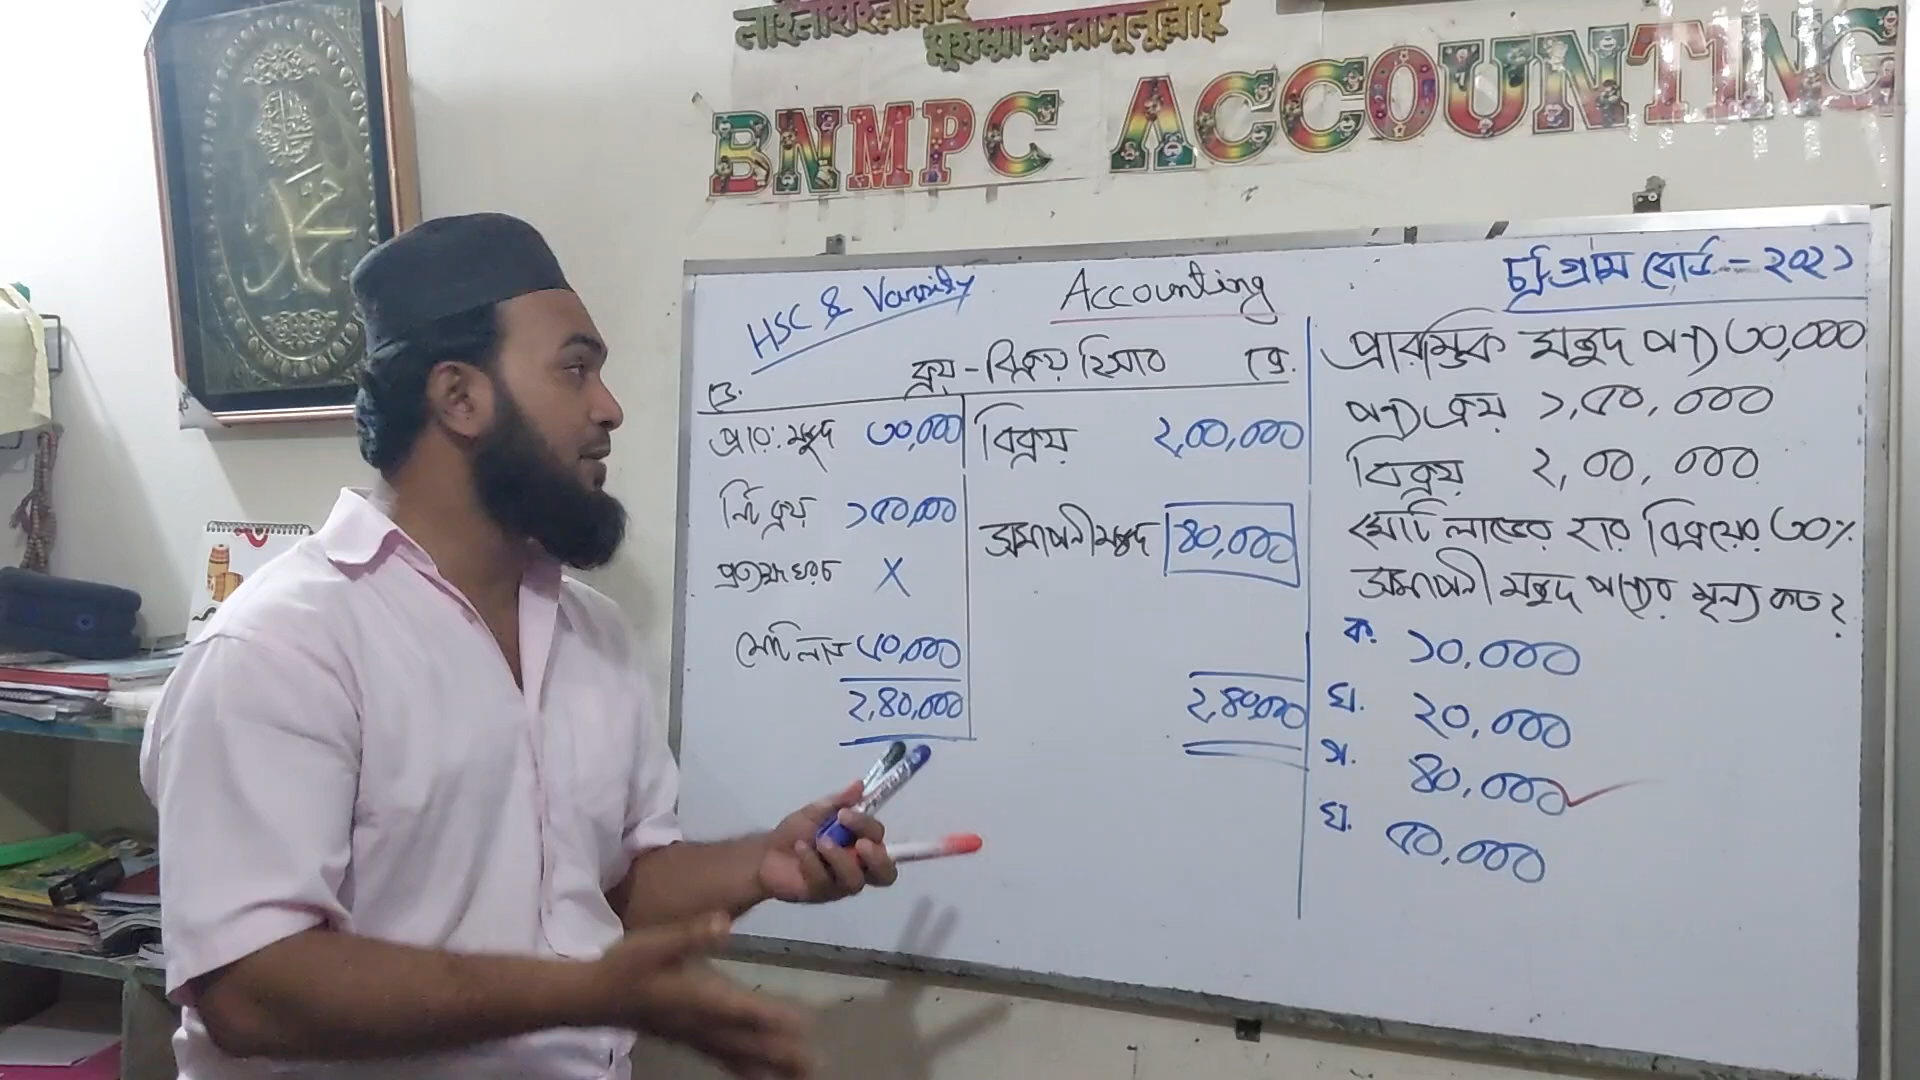 লাইলাহাইল্লাল্লাহ
মুহাম্মাদুররাসুলুল্লাহ
BNMPC ACCOUNTING
HSC & Varsity
Accounting
চট্টগ্রাম বোর্ড - ২০২১
ক্রয়-বিক্রয় হিসাব
ডে.
ক্রে.
প্রার: মজুদ ৩০,০০০
বিক্রয় ২,০০,০০০
নিট ক্রয় ১৫০,০০০
সমাপনী মজুদ ৪০,০০০
প্রত্যক্ষ খরচ X
মোট লাভ ৬০,০০০
২,৪০,০০০
২,৪০,০০০
প্রারম্ভিক মজুদ পণ্য ৩০,০০০
পণ্য ক্রয় ১,৫০,০০০
বিক্রয় ২,০০,০০০
মোট লাভের হার বিক্রয়ের ৩০%.
সমাপনী মজুদ পণ্যের মূল্য কত?
ক. ১০,০০০
খ. ২০,০০০
গ. ৪০,০০০
ঘ. ৫০,০০০